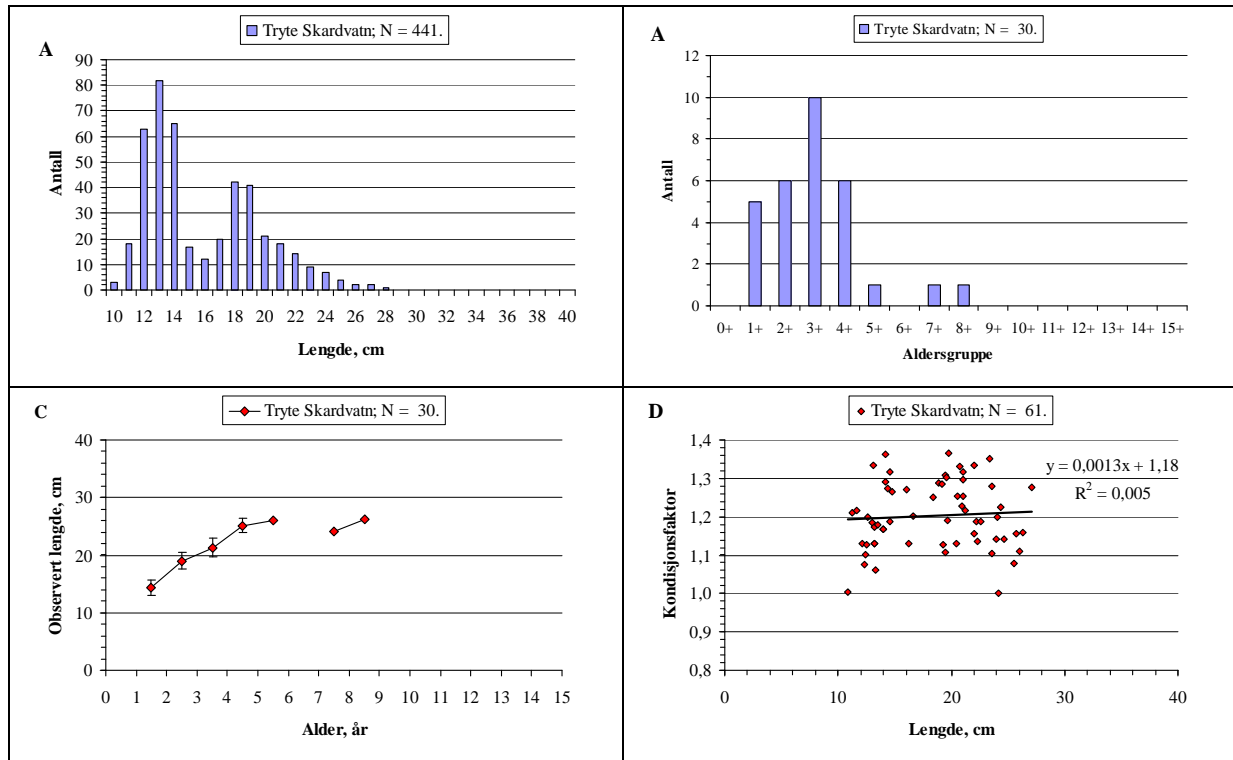 A
Tryte Skardvatn; N = 441.
Antall
90
80
70
60
50
40
30
20
10
0
10 12 14 16 18 20 22 24 26 28 30 32 34 36 38 40
Lengde, cm
A
Tryte Skardvatn; N = 30.
Antall
12
10
8
6
4
2
0
0+ 1+ 2+ 3+ 4+ 5+ 6+ 7+ 8+ 9+ 10+ 11+ 12+ 13+ 14+ 15+
Aldersgruppe
C
Tryte Skardvatn; N = 30.
Observert lengde, cm
40
30
20
10
0
0 1 2 3 4 5 6 7 8 9 10 11 12 13 14 15
Alder, år
D
Tryte Skardvatn; N = 61.
Kondisjonsfaktor
1,4
1,3
1,2
1,1
1,0
0,9
0,8
y = 0,0013x + 1,18
R² = 0,005
0 10 20 30 40
Lengde, cm